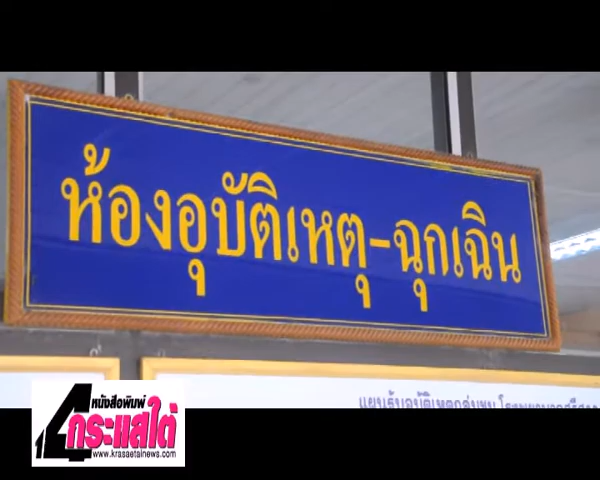 ห้องอุบัติเหตุ-ฉุกเฉิน
หนังสือพิมพ์
กระแสใต้
www.krasaetainews.com